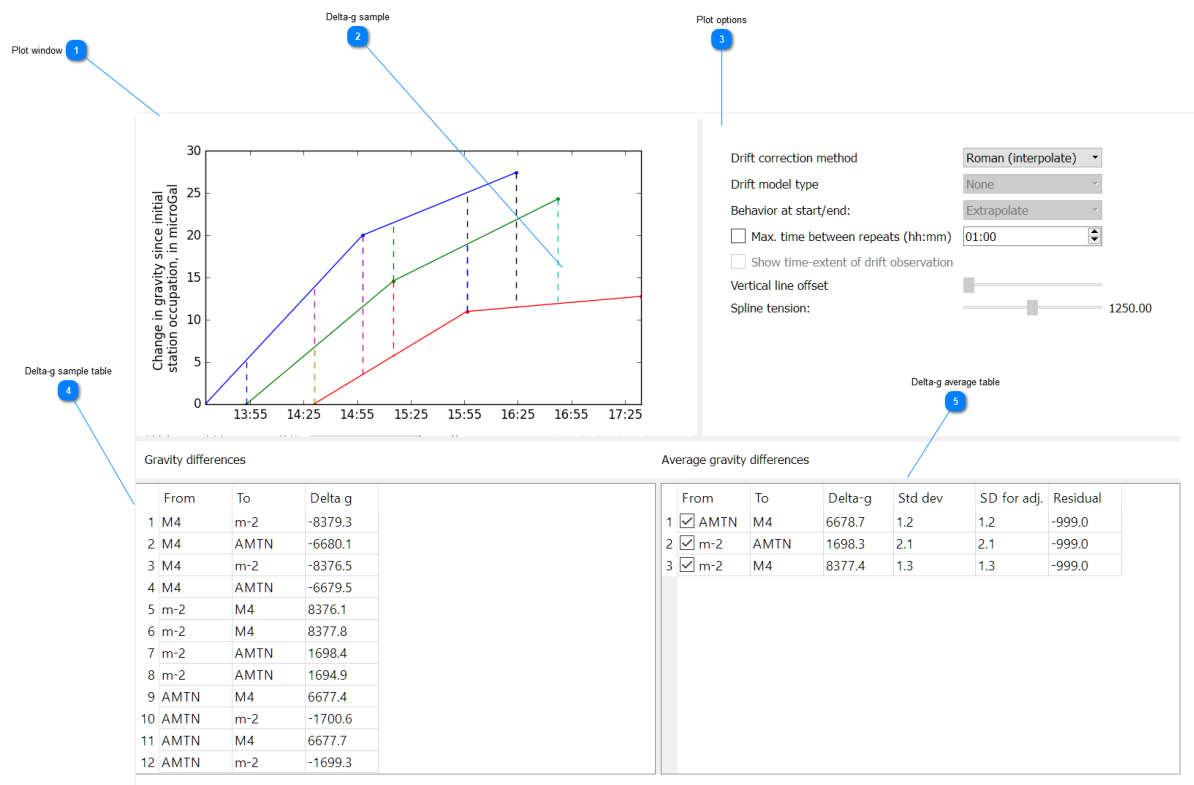 Delta-g sample
2
Plot options
3
Plot window 1
30
25
20
15
10
5
0
Change in gravity since initial
station occupation, in microGal
13:55 14:25 14:55 15:25 15:55 16:25 16:55 17:25
Drift correction method Roman (interpolate)
Drift model type None
Behavior at start/end: Extrapolate
Max. time between repeats (hh:mm) 01:00
Show time-extent of drift observation
Vertical line offset
Spline tension: 1250.00
Delta-g sample table
4
Delta-g average table
5
Gravity differences
From To Delta g
1 M4 m-2 -8379.3
2 M4 AMTN -6680.1
3 M4 m-2 -8376.5
4 M4 AMTN -6679.5
5 m-2 M4 8376.1
6 m-2 M4 8377.8
7 m-2 AMTN 1698.4
8 m-2 AMTN 1694.9
9 AMTN M4 6677.4
10 AMTN m-2 -1700.6
11 AMTN M4 6677.7
12 AMTN m-2 -1699.3
Average gravity differences
From To Delta-g Std dev SD for adj. Residual
1 AMTN M4 6678.7 1.2 1.2 -999.0
2 m-2 AMTN 1698.3 2.1 2.1 -999.0
3 m-2 M4 8377.4 1.3 1.3 -999.0